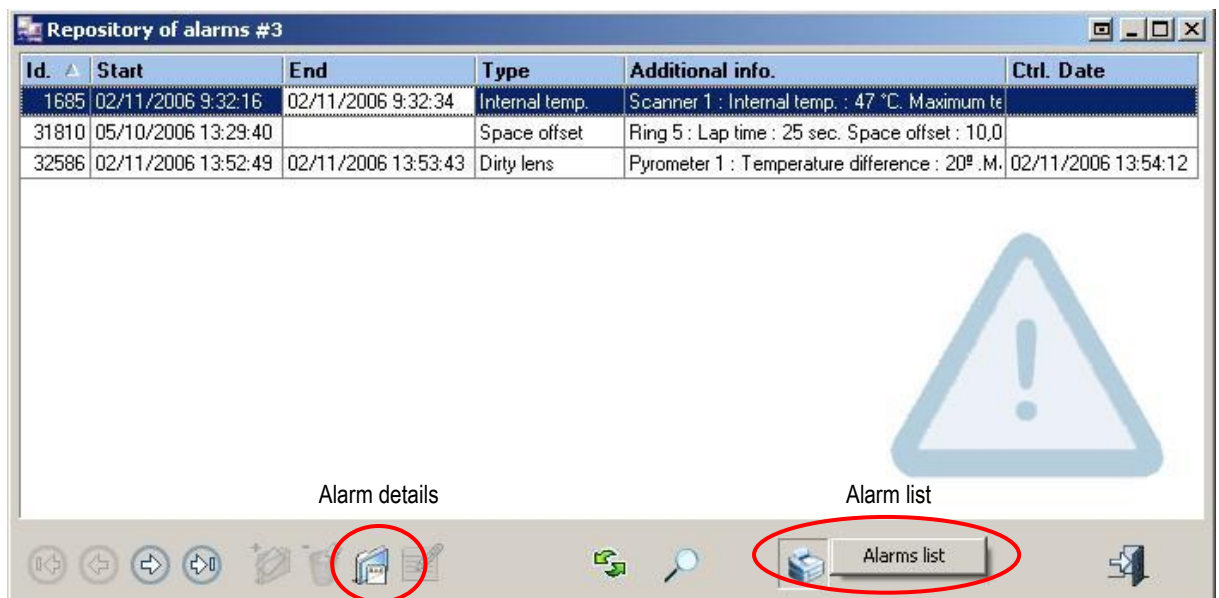 Repository of alarms #3
Id. Start End Type Additional info. Ctrl. Date
1685 02/11/2006 9:32:16 02/11/2006 9:32:34 Internal temp. Scanner 1 : Internal temp. : 47 °C. Maximum te
31810 05/10/2006 13:29:40 Space offset Ring 5 : Lap time : 25 sec. Space offset : 10,0
32586 02/11/2006 13:52:49 02/11/2006 13:53:43 Dirty lens Pyrometer 1 : Temperature difference : 20º .M. 02/11/2006 13:54:12
Alarm details Alarm list
Alarms list